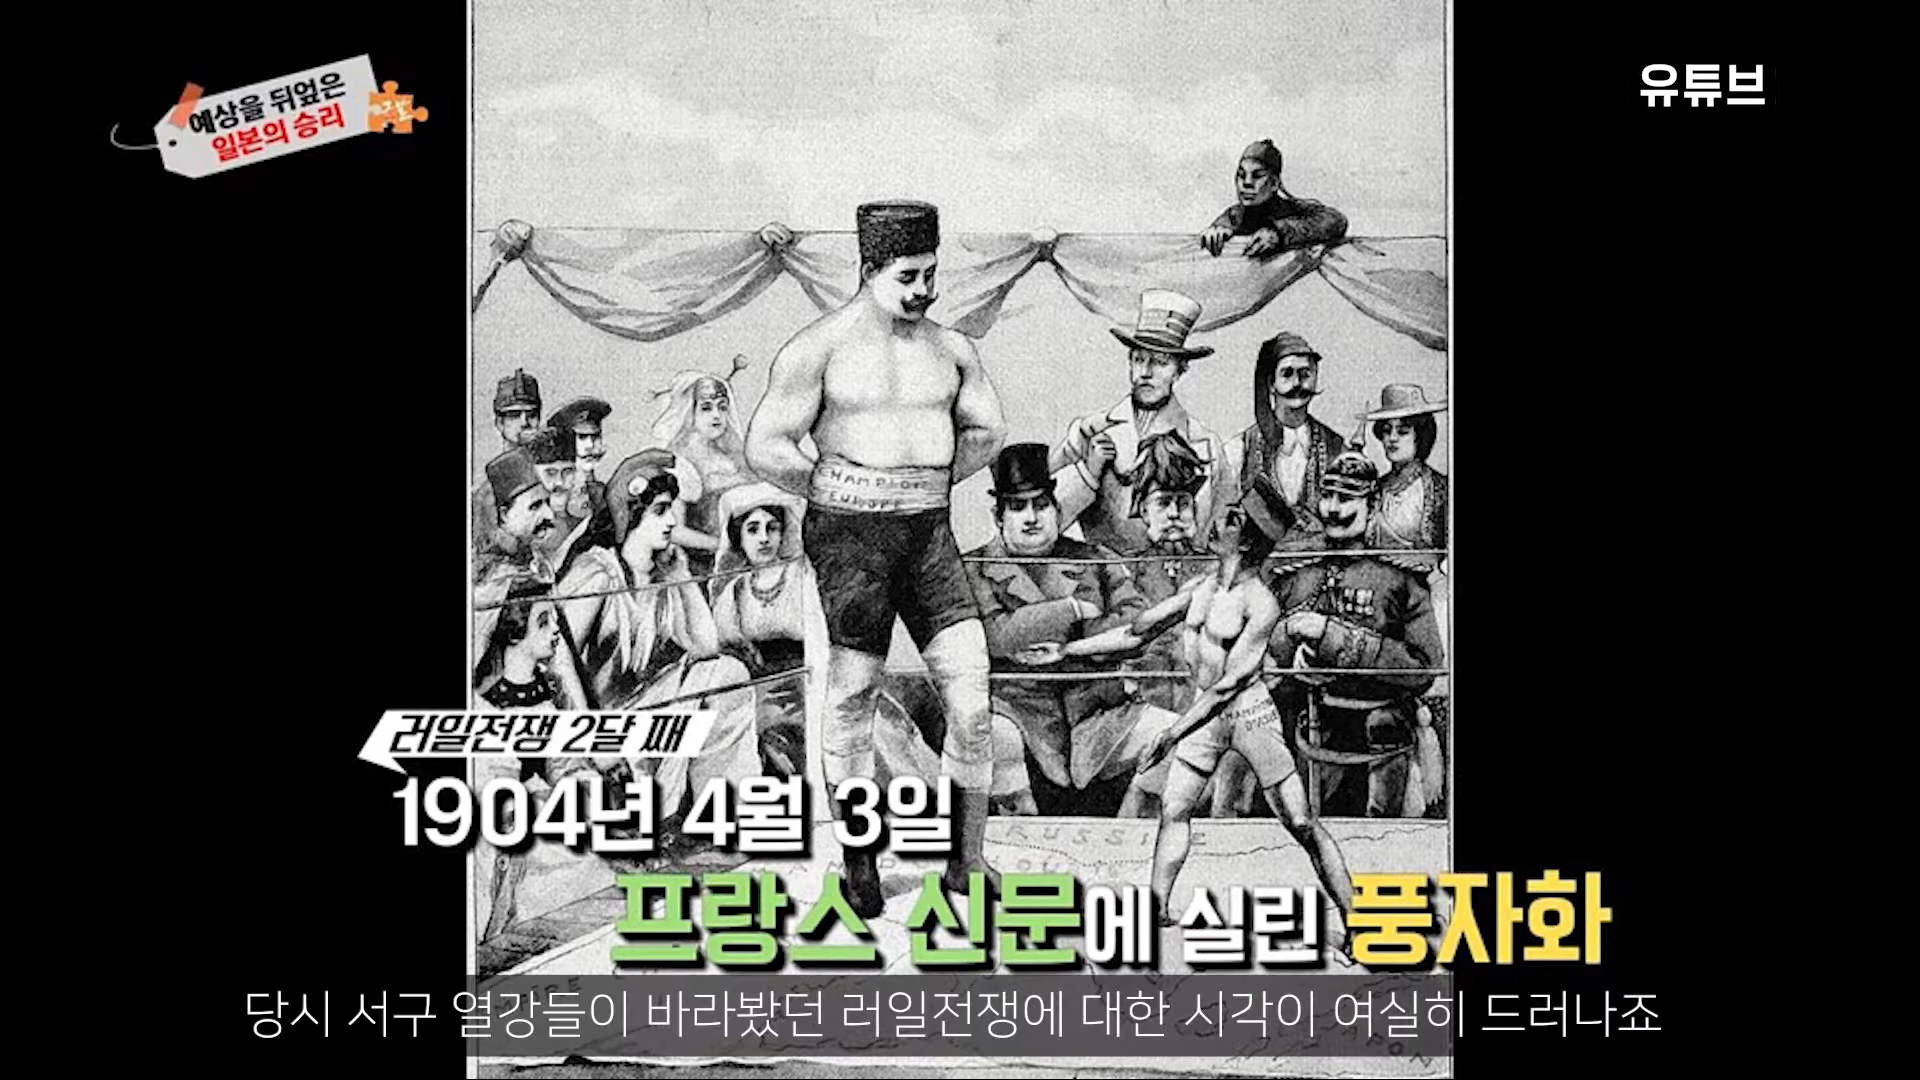 예상을 뒤엎은
일본의 승리
유튜브
CHAMPION
EUROPE
러일전쟁 2달 째
1904년 4월 3일
RUSSIE
프랑스 신문에 실린 풍자화
당시 서구 열강들이 바라봤던 러일전쟁에 대한 시각이 여실히 드러나죠